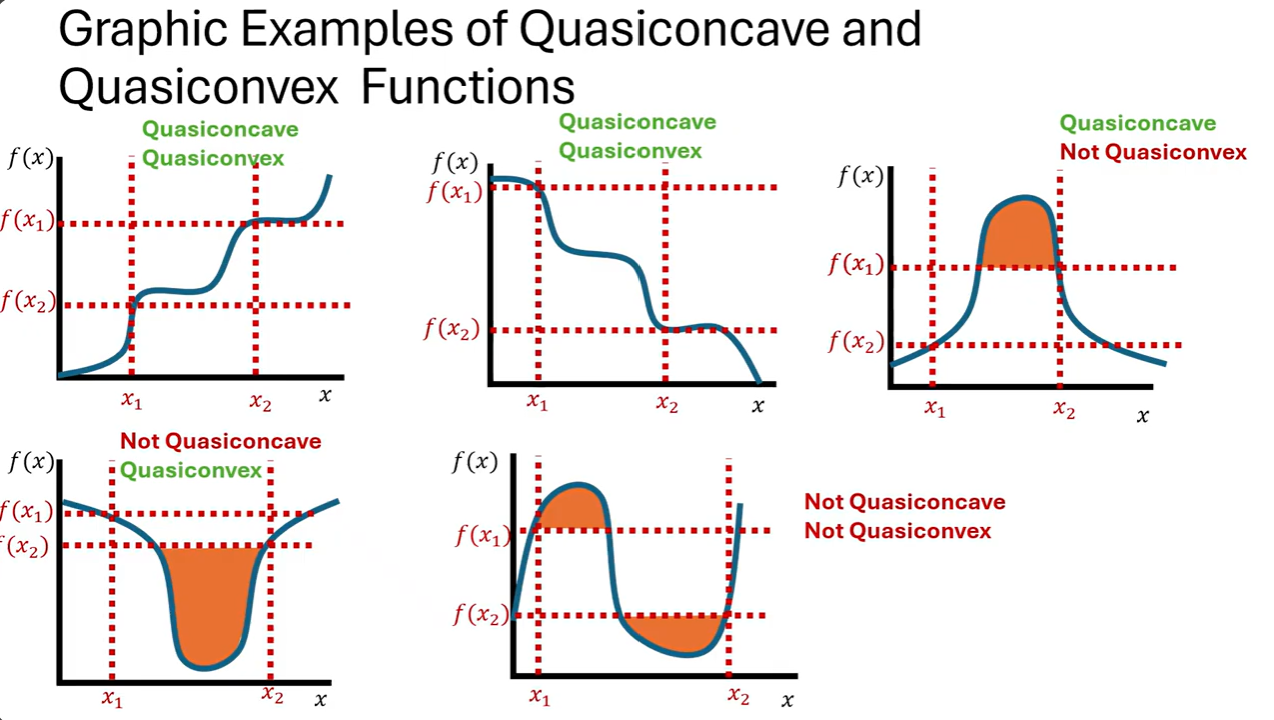 Graphic Examples of Quasiconcave and
Quasiconvex Functions
Quasiconcave
Quasiconvex
f(x)
f(x₁)
f(x₂)
x₁
x₂
x
Quasiconcave
Quasiconvex
f(x)
f(x₁)
f(x₂)
x₁
x₂
x
Quasiconcave
Not Quasiconvex
f(x)
f(x₁)
f(x₂)
x₁
x₂
x
Not Quasiconcave
Quasiconvex
f(x)
f(x₁)
f(x₂)
x₁
x₂
x
f(x)
f(x₁)
f(x₂)
x₁
x₂
x
Not Quasiconcave
Not Quasiconvex